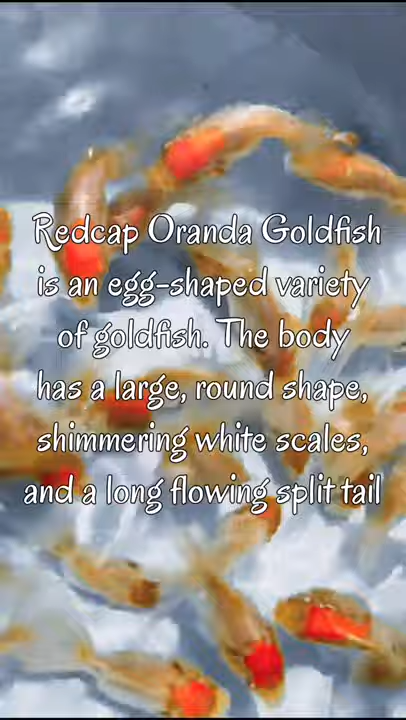 Redcap Oranda Goldfish
is an egg-shaped variety
of goldfish. The body
has a large, round shape,
shimmering white scales,
and a long flowing split tail